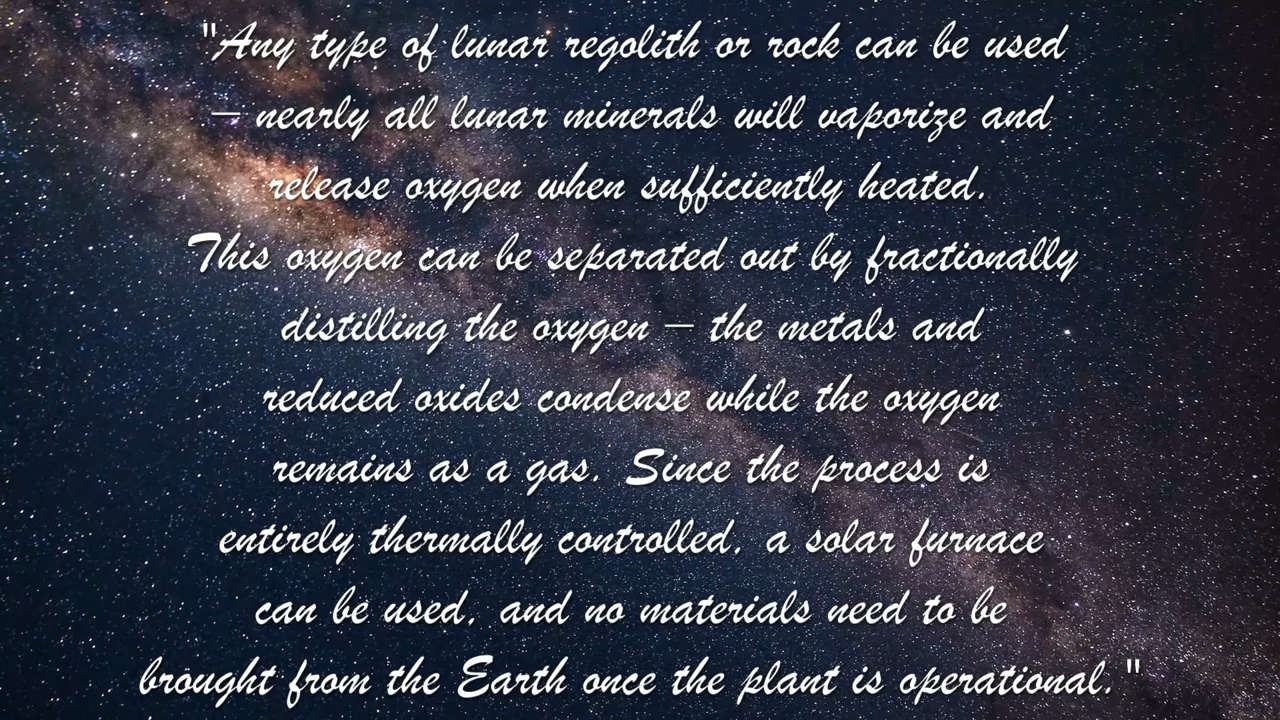 "Any type of lunar regolith or rock can be used
– nearly all lunar minerals will vaporize and
release oxygen when sufficiently heated.
This oxygen can be separated out by fractionally
distilling the oxygen – the metals and
reduced oxides condense while the oxygen
remains as a gas. Since the process is
entirely thermally controlled, a solar furnace
can be used, and no materials need to be
brought from the Earth once the plant is operational."